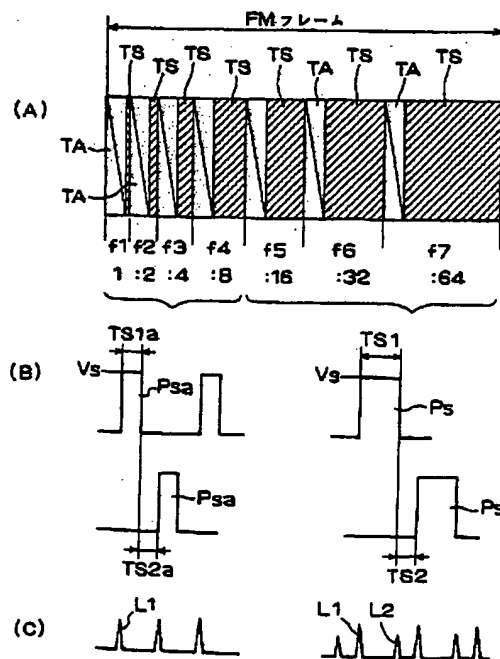 FMフレーム
TS TS TS TS TS TA TS TA TS
(A)
TA
TA
f1 f2 f3 f4 f5 f6 f7
1 :2 :4 :8 :16 :32 :64
TS1a TS1
(B)
Vs Psa Vs Ps
Psa Ps
TS2a TS2
(C)
L1 L1 L2